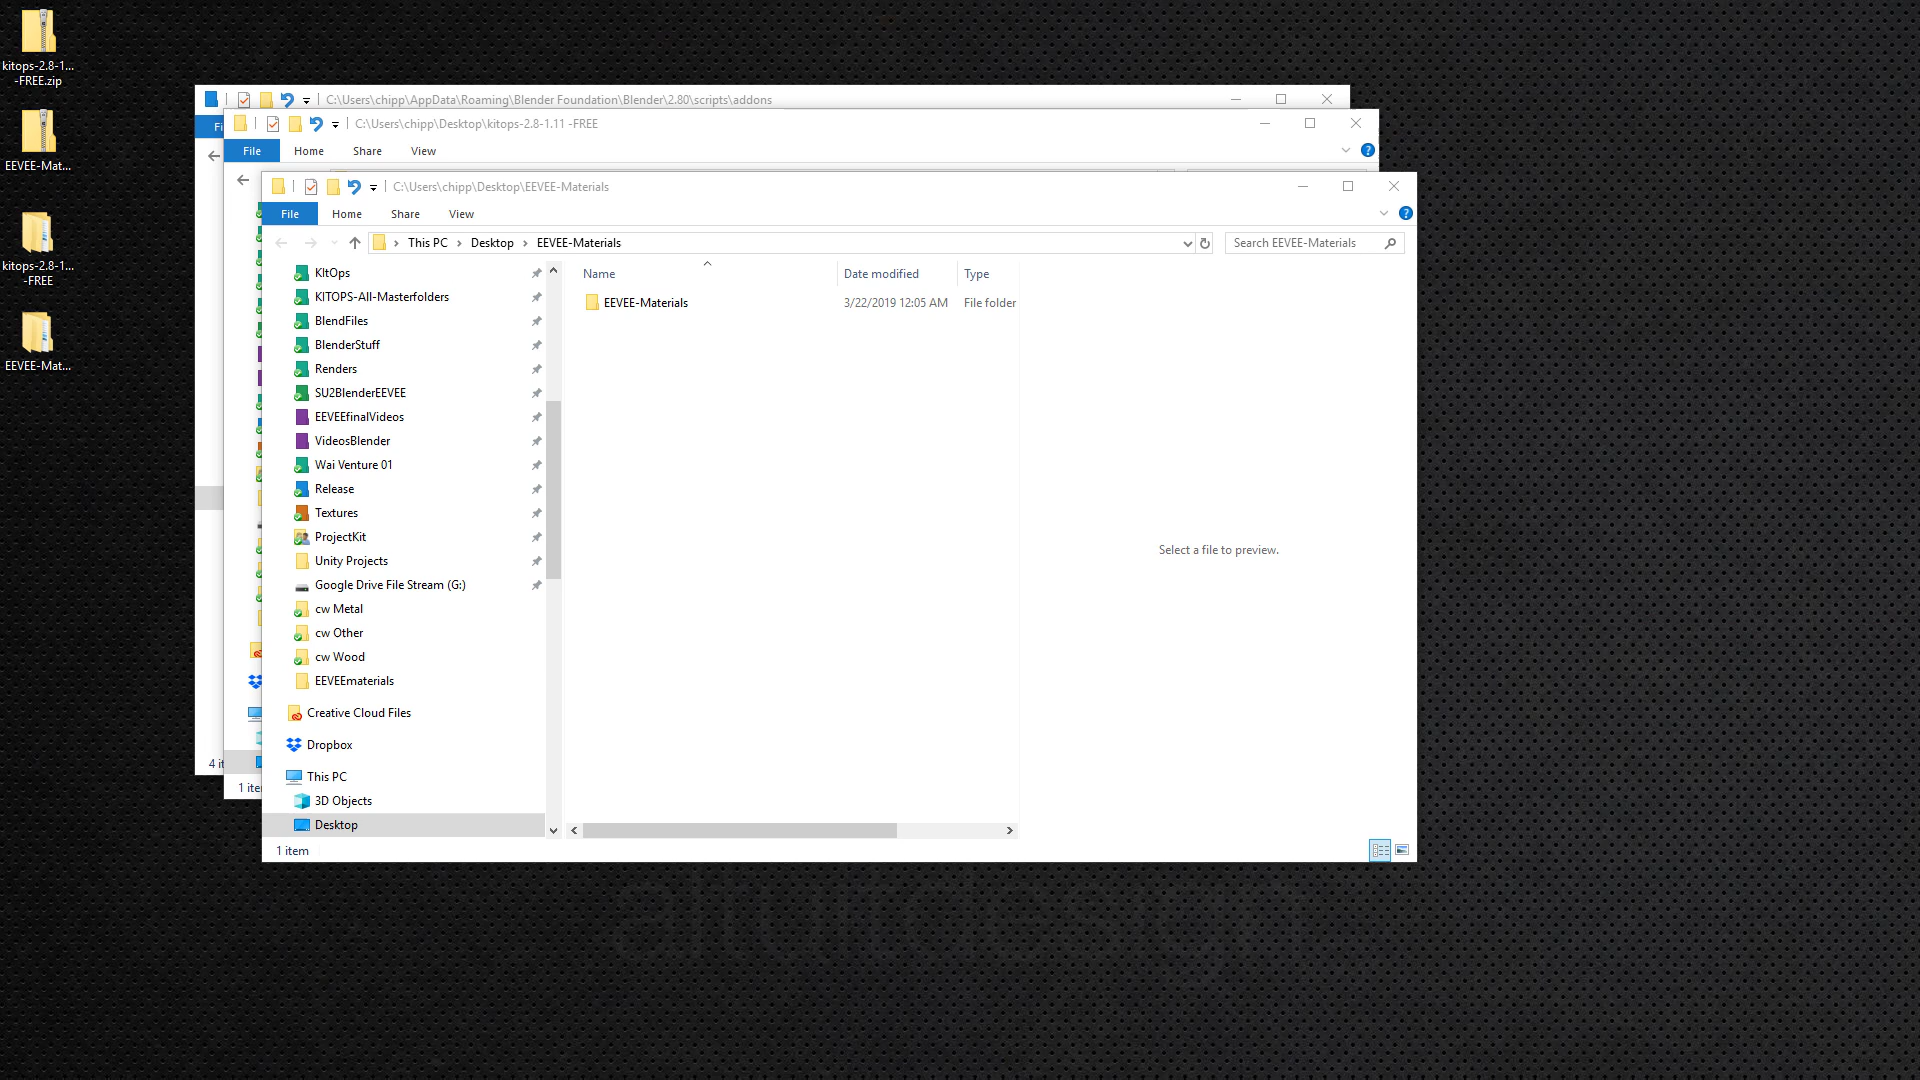 kitops-2.8-1...
-FREE.zip
EEVEE-Mat...
kitops-2.8-1...
-FREE
EEVEE-Mat...
C:\Users\chipp\AppData\Roaming\Blender Foundation\Blender\2.80\scripts\addons
Fi
4 it
C:\Users\chipp\Desktop\kitops-2.8-1.11 -FREE
File Home Share View
1 ite
C:\Users\chipp\Desktop\EEVEE-Materials
File Home Share View
This PC Desktop EEVEE-Materials
Search EEVEE-Materials
Name Date modified Type
EEVEE-Materials 3/22/2019 12:05 AM File folder
KItOps
KITOPS-All-Masterfolders
BlendFiles
BlenderStuff
Renders
SU2BlenderEEVEE
EEVEEfinalVideos
VideosBlender
Wai Venture 01
Release
Textures
ProjectKit
Unity Projects
Google Drive File Stream (G:)
cw Metal
cw Other
cw Wood
EEVEEmaterials
Creative Cloud Files
Dropbox
This PC
3D Objects
Desktop
Select a file to preview.
1 item